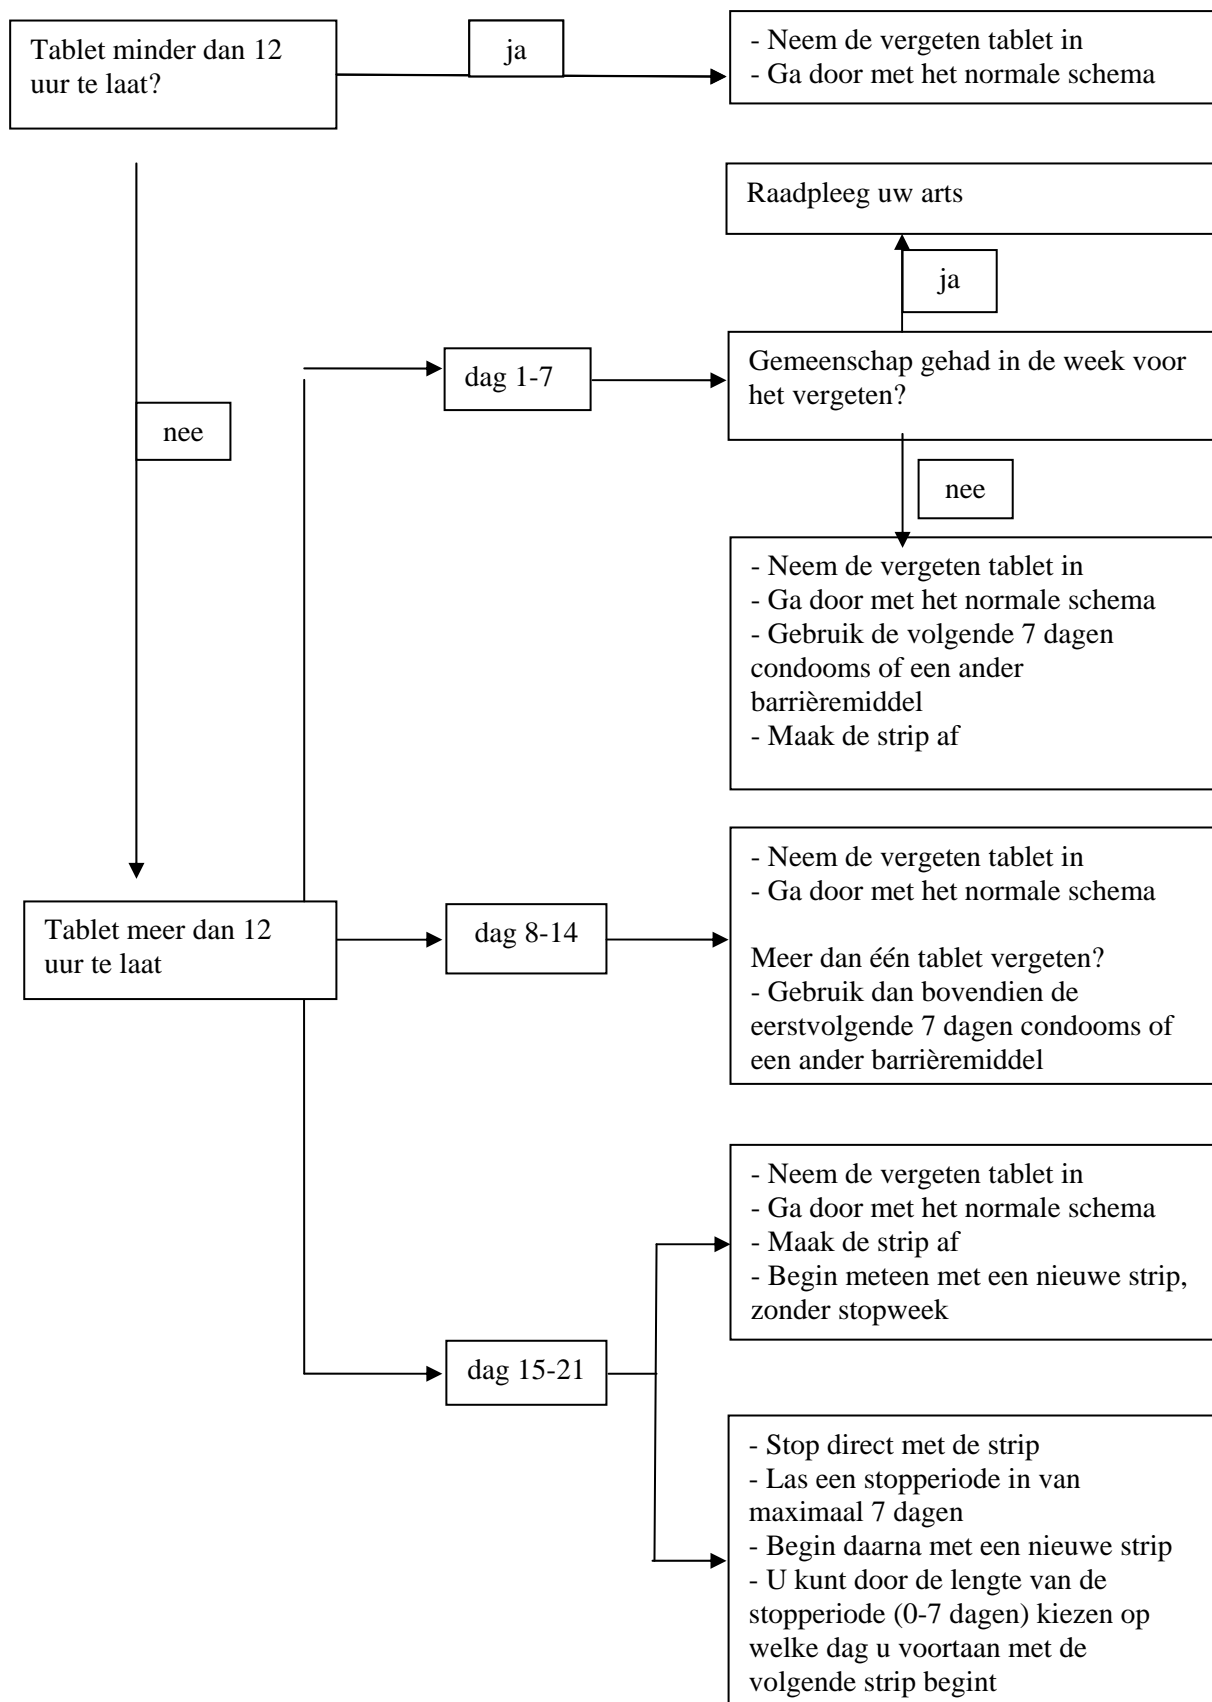 Tablet minder dan 12
uur te laat?
ja
- Neem de vergeten tablet in
- Ga door met het normale schema
Raadpleeg uw arts
ja
dag 1-7
Gemeenschap gehad in de week voor
het vergeten?
nee
nee
- Neem de vergeten tablet in
- Ga door met het normale schema
- Gebruik de volgende 7 dagen
condooms of een ander
barrièremiddel
- Maak de strip af
Tablet meer dan 12
uur te laat
dag 8-14
- Neem de vergeten tablet in
- Ga door met het normale schema
Meer dan één tablet vergeten?
- Gebruik dan bovendien de
eerstvolgende 7 dagen condooms of
een ander barrièremiddel
dag 15-21
- Neem de vergeten tablet in
- Ga door met het normale schema
- Maak de strip af
- Begin meteen met een nieuwe strip,
zonder stopweek
- Stop direct met de strip
- Las een stopperiode in van
maximaal 7 dagen
- Begin daarna met een nieuwe strip
- U kunt door de lengte van de
stopperiode (0-7 dagen) kiezen op
welke dag u voortaan met de
volgende strip begint